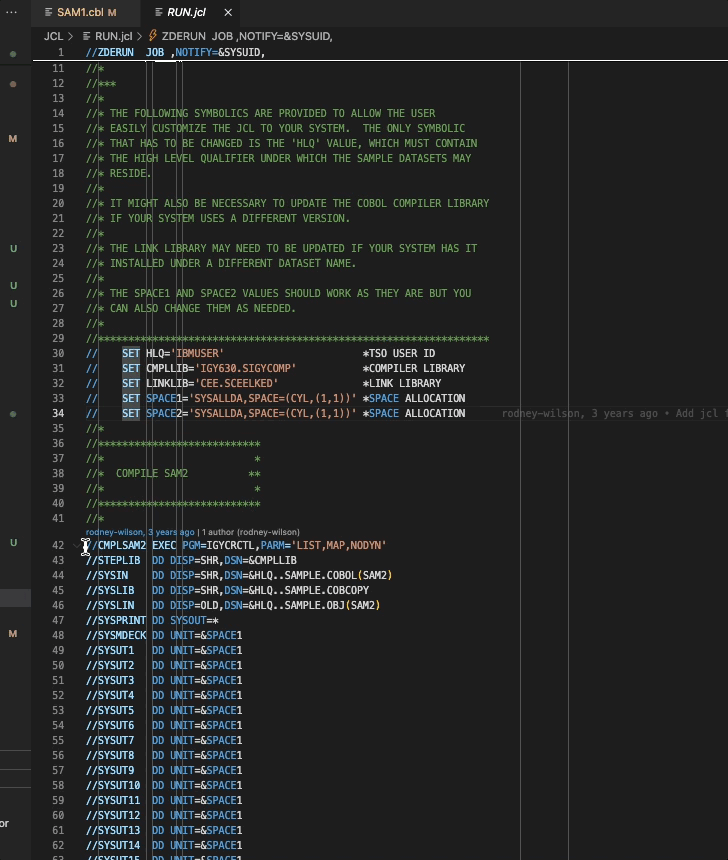 ... SAM1.cbl M RUN.jcl ×
JCL > RUN.jcl > ZDERUN JOB ,NOTIFY=&SYSUID,
1 //ZDERUN  JOB ,NOTIFY=&SYSUID,
11 //*
12 //***
13 //*
14 //* THE FOLLOWING SYMBOLICS ARE PROVIDED TO ALLOW THE USER
15 //* EASILY CUSTOMIZE THE JCL TO YOUR SYSTEM.  THE ONLY SYMBOLIC
16 //* THAT HAS TO BE CHANGED IS THE 'HLQ' VALUE, WHICH MUST CONTAIN
17 //* THE HIGH LEVEL QUALIFIER UNDER WHICH THE SAMPLE DATASETS MAY
18 //* RESIDE.
19 //*
20 //* IT MIGHT ALSO BE NECESSARY TO UPDATE THE COBOL COMPILER LIBRARY
21 //* IF YOUR SYSTEM USES A DIFFERENT VERSION.
22 //*
23 //* THE LINK LIBRARY MAY NEED TO BE UPDATED IF YOUR SYSTEM HAS IT
24 //* INSTALLED UNDER A DIFFERENT DATASET NAME.
25 //*
26 //* THE SPACE1 AND SPACE2 VALUES SHOULD WORK AS THEY ARE BUT YOU
27 //* CAN ALSO CHANGE THEM AS NEEDED.
28 //*
29 //*****************************************************************
30 //    SET HLQ='IBMUSER'                       *TSO USER ID
31 //    SET CMPLLIB='IGY630.SIGYCOMP'           *COMPILER LIBRARY
32 //    SET LINKLIB='CEE.SCEELKED'              *LINK LIBRARY
33 //    SET SPACE1='SYSALLDA,SPACE=(CYL,(1,1))' *SPACE ALLOCATION
34 //    SET SPACE2='SYSALLDA,SPACE=(CYL,(1,1))' *SPACE ALLOCATION rodney-wilson, 3 years ago • Add jcl
35 //*
36 //***************************
37 //*                         *
38 //*  COMPILE SAM2          **
39 //*                         *
40 //***************************
41 //*
rodney-wilson, 3 years ago | 1 author (rodney-wilson)
42 //CMPLSAM2 EXEC PGM=IGYCRCTL,PARM='LIST,MAP,NODYN'
43 //STEPLIB  DD DISP=SHR,DSN=&CMPLLIB
44 //SYSIN    DD DISP=SHR,DSN=&HLQ..SAMPLE.COBOL(SAM2)
45 //SYSLIB   DD DISP=SHR,DSN=&HLQ..SAMPLE.COBCOPY
46 //SYSLIN   DD DISP=OLD,DSN=&HLQ..SAMPLE.OBJ(SAM2)
47 //SYSPRINT DD SYSOUT=*
48 //SYSMDECK DD UNIT=&SPACE1
49 //SYSUT1   DD UNIT=&SPACE1
50 //SYSUT2   DD UNIT=&SPACE1
51 //SYSUT3   DD UNIT=&SPACE1
52 //SYSUT4   DD UNIT=&SPACE1
53 //SYSUT5   DD UNIT=&SPACE1
54 //SYSUT6   DD UNIT=&SPACE1
55 //SYSUT7   DD UNIT=&SPACE1
56 //SYSUT8   DD UNIT=&SPACE1
57 //SYSUT9   DD UNIT=&SPACE1
58 //SYSUT10  DD UNIT=&SPACE1
59 //SYSUT11  DD UNIT=&SPACE1
60 //SYSUT12  DD UNIT=&SPACE1
61 //SYSUT13  DD UNIT=&SPACE1
62 //SYSUT14  DD UNIT=&SPACE1
63 //SYSUT15  DD UNIT=&SPACE1
M
U
U
U
U
M
or